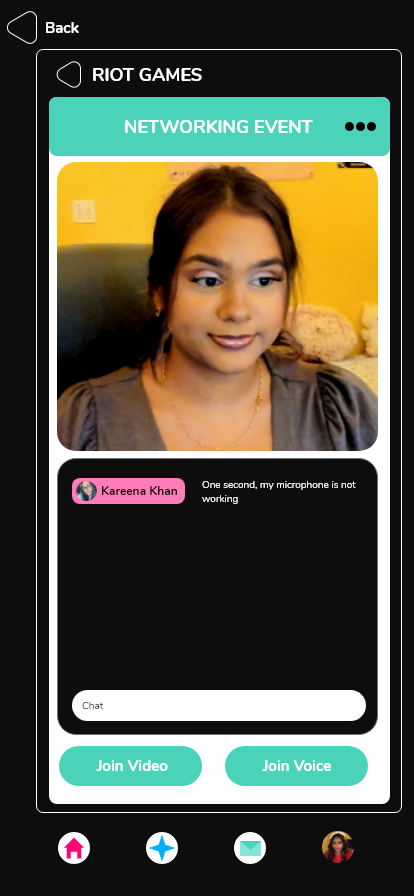 Back
RIOT GAMES
NETWORKING EVENT
Kareena Khan
One second, my microphone is not
working
Chat
Join Video
Join Voice